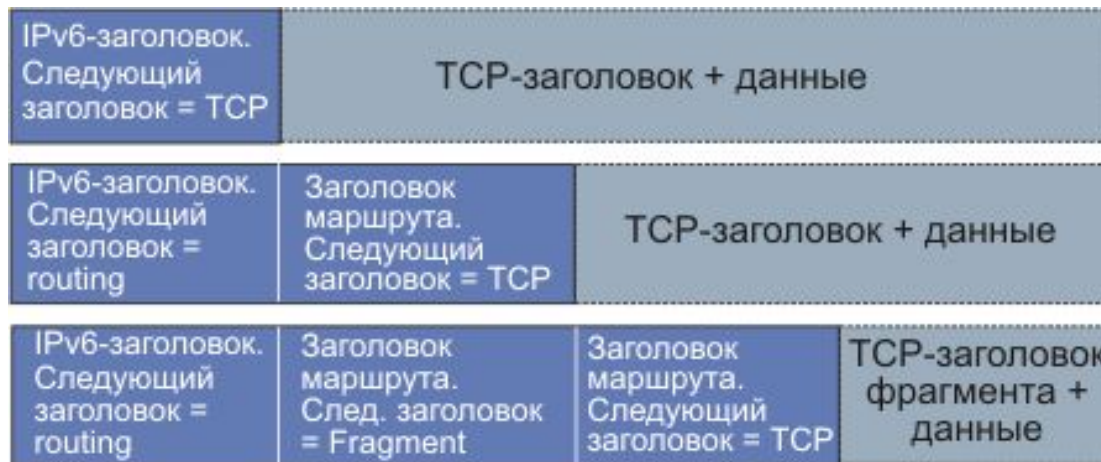 IPv6-заголовок.
Следующий
заголовок = TCP
TCP-заголовок + данные
IPv6-заголовок.
Следующий
заголовок =
routing
Заголовок
маршрута.
Следующий
заголовок = TCP
TCP-заголовок + данные
IPv6-заголовок.
Следующий
заголовок =
routing
Заголовок
маршрута.
След. заголовок
= Fragment
Заголовок
маршрута.
Следующий
заголовок = TCP
TCP-заголовок
фрагмента +
данные